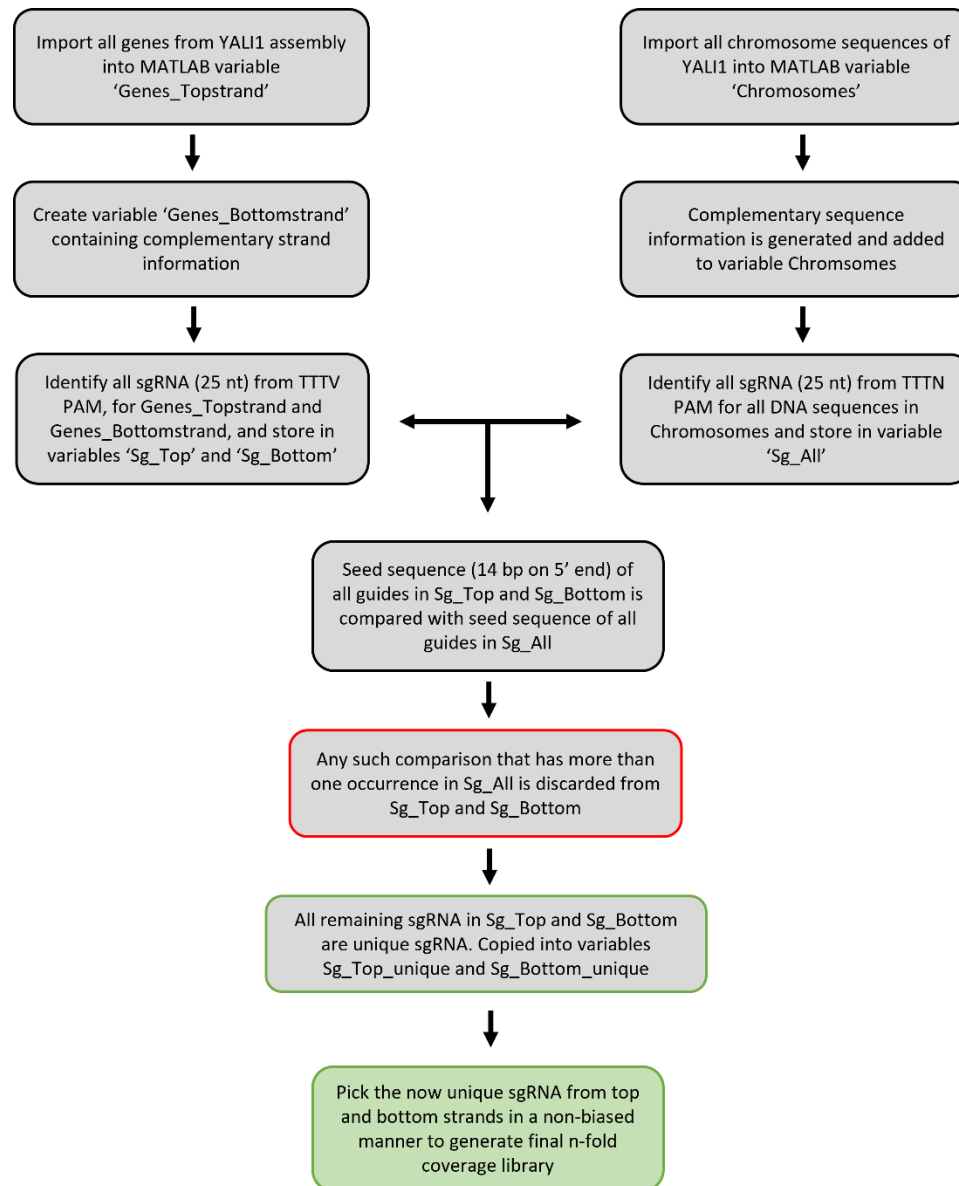 Import all genes from YALI1 assembly
into MATLAB variable
‘Genes_Topstrand’
Import all chromosome sequences of
YALI1 into MATLAB variable
‘Chromosomes’
Create variable ‘Genes_Bottomstrand’
containing complementary strand
information
Complementary sequence
information is generated and added
to variable Chromsomes
Identify all sgRNA (25 nt) from TTTV
PAM, for Genes_Topstrand and
Genes_Bottomstrand, and store in
variables ‘Sg_Top’ and ‘Sg_Bottom’
Identify all sgRNA (25 nt) from TTTN
PAM for all DNA sequences in
Chromosomes and store in variable
‘Sg_All’
Seed sequence (14 bp on 5’ end) of
all guides in Sg_Top and Sg_Bottom is
compared with seed sequence of all
guides in Sg_All
Any such comparison that has more than
one occurrence in Sg_All is discarded from
Sg_Top and Sg_Bottom
All remaining sgRNA in Sg_Top and Sg_Bottom
are unique sgRNA. Copied into variables
Sg_Top_unique and Sg_Bottom_unique
Pick the now unique sgRNA from top
and bottom strands in a non-biased
manner to generate final n-fold
coverage library